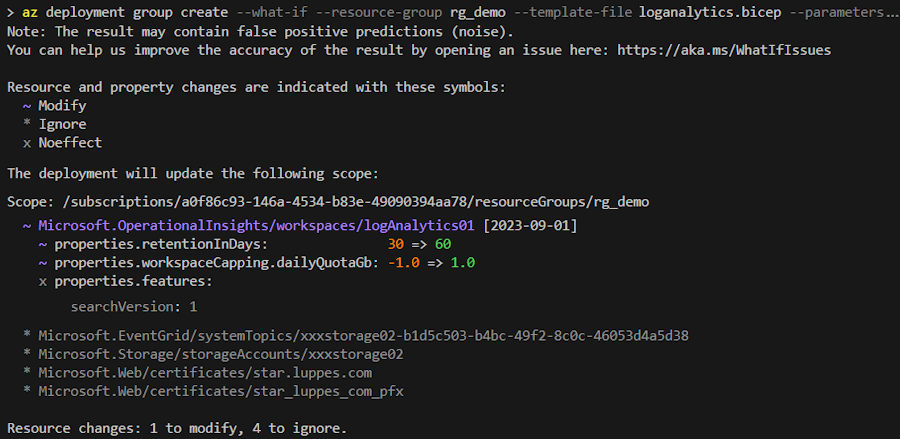 > az deployment group create --what-if --resource-group rg_demo --template-file loganalytics.bicep --parameters...
Note: The result may contain false positive predictions (noise).
You can help us improve the accuracy of the result by opening an issue here: https://aka.ms/WhatIfIssues
Resource and property changes are indicated with these symbols:
~ Modify
* Ignore
x Noeffect
The deployment will update the following scope:
Scope: /subscriptions/a0f86c93-146a-4534-b83e-49090394aa78/resourceGroups/rg_demo
~ Microsoft.OperationalInsights/workspaces/logAnalytics01 [2023-09-01]
~ properties.retentionInDays: 30 => 60
~ properties.workspaceCapping.dailyQuotaGb: -1.0 => 1.0
x properties.features:
searchVersion: 1
* Microsoft.EventGrid/systemTopics/xxxstorage02-b1d5c503-b4bc-49f2-8c0c-46053d4a5d38
* Microsoft.Storage/storageAccounts/xxxstorage02
* Microsoft.Web/certificates/star.luppes.com
* Microsoft.Web/certificates/star_luppes_com_pfx
Resource changes: 1 to modify, 4 to ignore.